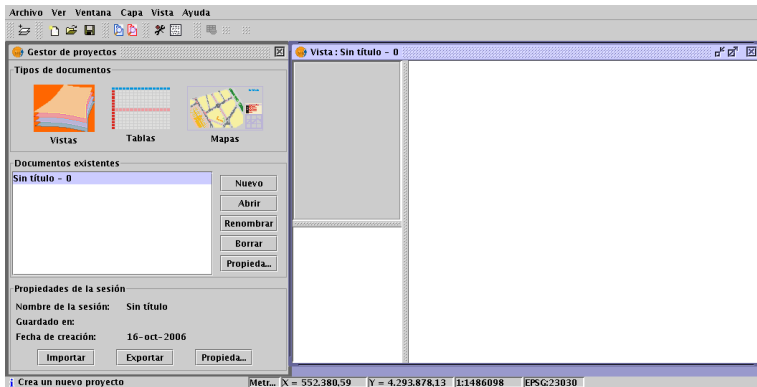 Archivo Ver Ventana Capa Vista Ayuda
Gestor de proyectos
Vista : Sin título - 0
Tipos de documentos
Vistas Tablas Mapas
Documentos existentes
Sin título - 0
Nuevo
Abrir
Renombrar
Borrar
Propieda...
Propiedades de la sesión
Nombre de la sesión: Sin título
Guardado en:
Fecha de creación: 16-oct-2006
Importar Exportar Propieda...
Crea un nuevo proyecto Metr... X = 552.380,59 Y = 4.293.878,13 1:1486098 EPSG:23030